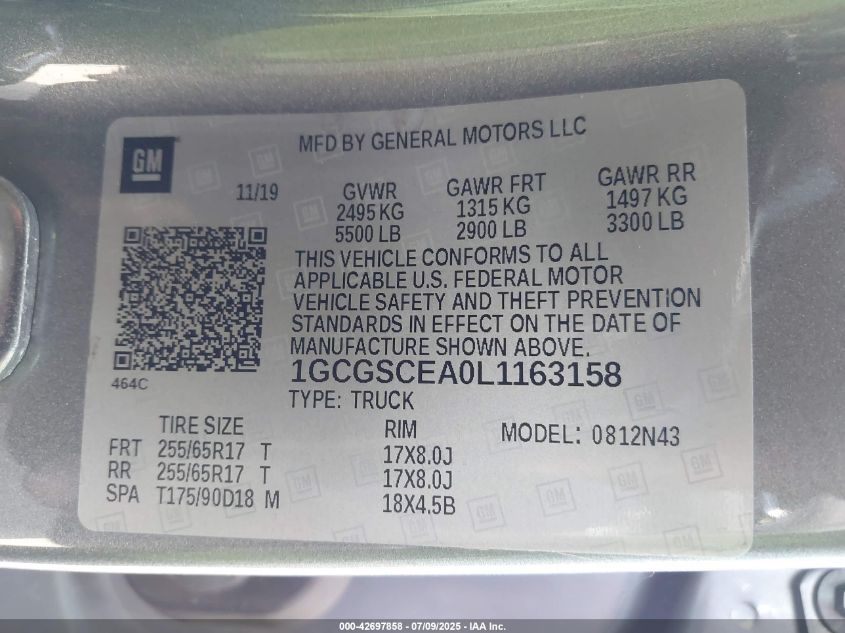 MFD BY GENERAL MOTORS LLC
GM
11/19
GVWR GAWR FRT GAWR RR
2495 KG 1315 KG 1497 KG
5500 LB 2900 LB 3300 LB
THIS VEHICLE CONFORMS TO ALL
APPLICABLE U.S. FEDERAL MOTOR
VEHICLE SAFETY AND THEFT PREVENTION
STANDARDS IN EFFECT ON THE DATE OF
MANUFACTURE SHOWN ABOVE.
464C
1GCGSCEA0L1163158
TYPE: TRUCK
TIRE SIZE RIM MODEL: 0812N43
FRT 255/65R17 T 17X8.0J
RR 255/65R17 T 17X8.0J
SPA T175/90D18 M 18X4.5B
000-42697858 - 07/09/2025 - IAA Inc.